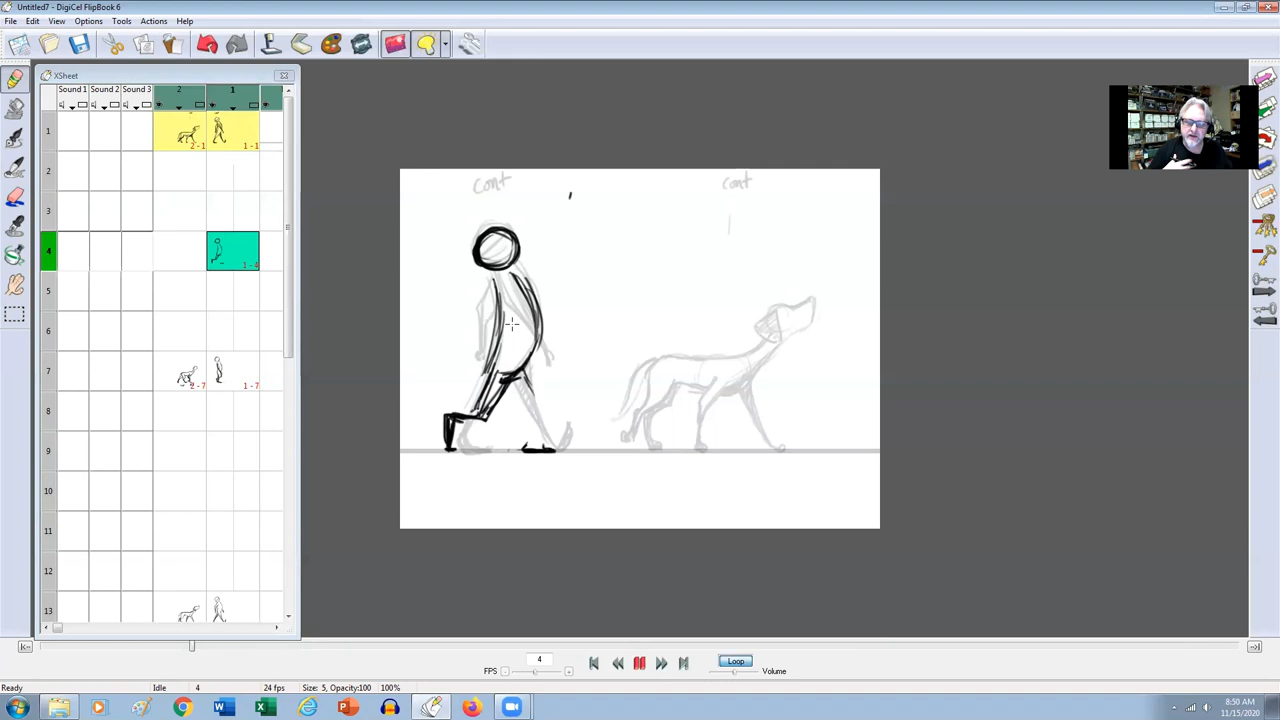 Untitled7 - DigiCel FlipBook 6
File Edit View Options Tools Actions Help
XSheet
Sound 1 Sound 2 Sound 3 2 1
1 2 - 1 1 - 1
2
3
4 1 - 4
5
6
7 2 - 7 1 - 7
8
9
10
11
12
13
cont cont
4
FPS - + Loop Volume
Ready Idle 4 24 fps Size: 5, Opacity:100 100%
8:50 AM
11/15/2020